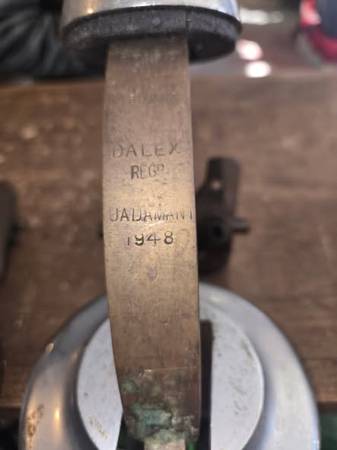 DALEX
REGD
JADAMANT
1948